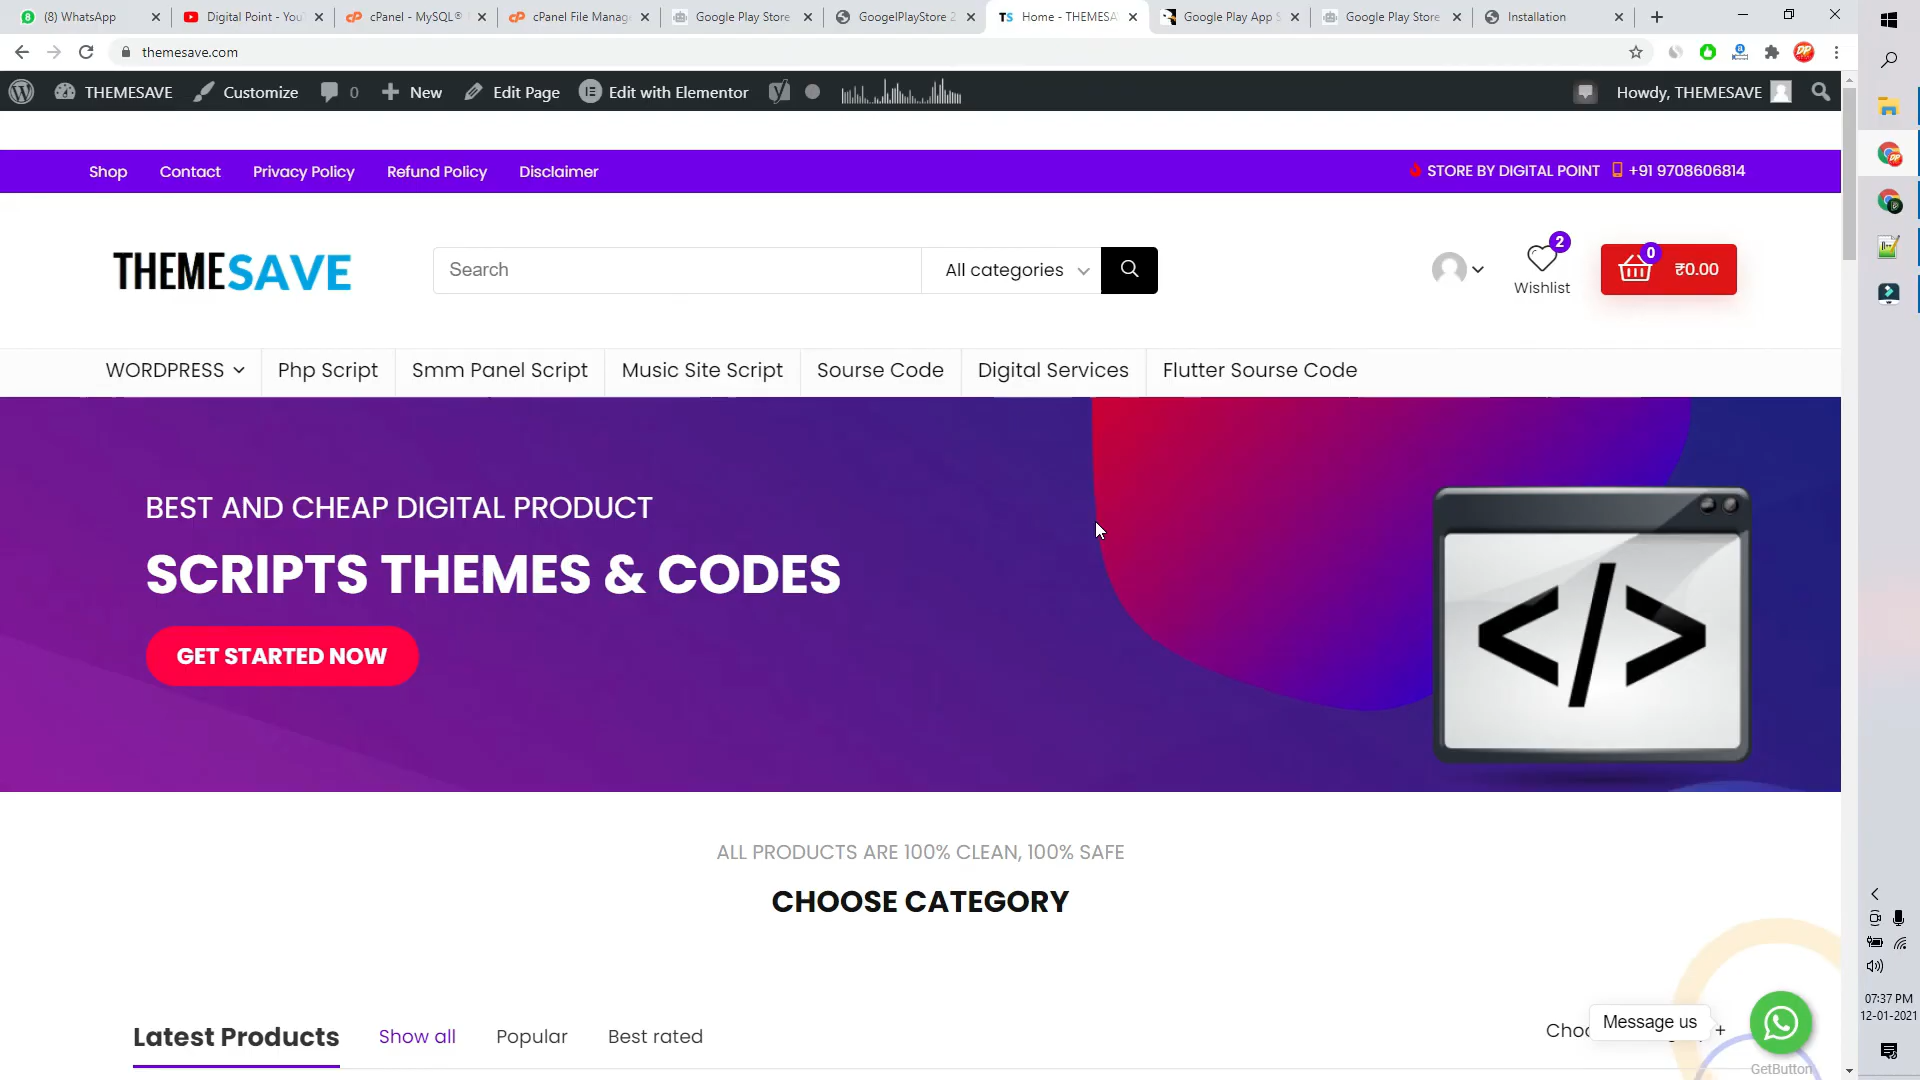 (8) WhatsApp
Digital Point - You
cPanel - MySQL®
cPanel File Manag
Google Play Store
GoogelPlayStore 2
TS Home - THEMESA
Google Play App S
Google Play Store
Installation
themesave.com
THEMESAVE Customize 0 New Edit Page Edit with Elementor Howdy, THEMESAVE
Shop Contact Privacy Policy Refund Policy Disclaimer STORE BY DIGITAL POINT +91 9708606814
THEMESAVE
Search
All categories
2
Wishlist
0
₹0.00
WORDPRESS Php Script Smm Panel Script Music Site Script Sourse Code Digital Services Flutter Sourse Code
BEST AND CHEAP DIGITAL PRODUCT
SCRIPTS THEMES & CODES
GET STARTED NOW
</>
ALL PRODUCTS ARE 100% CLEAN, 100% SAFE
CHOOSE CATEGORY
Latest Products Show all Popular Best rated
Message us
+
GetButton
07:37 PM
12-01-2021